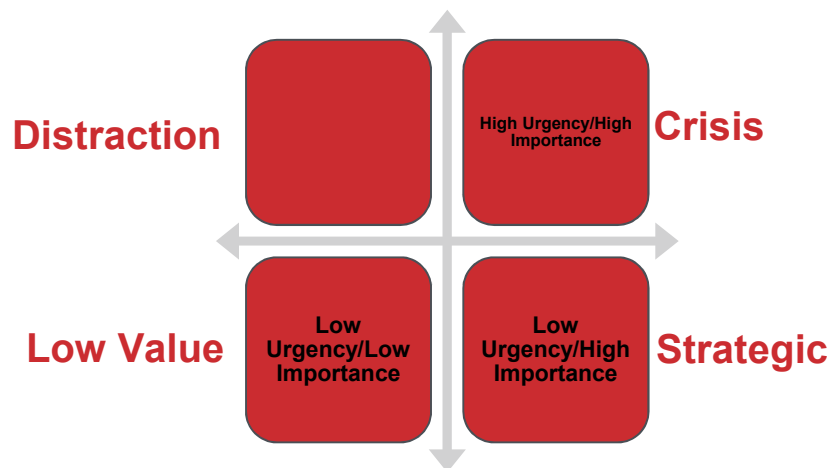 Distraction
High Urgency/High
Importance
Crisis
Low Value
Low
Urgency/Low
Importance
Low
Urgency/High
Importance
Strategic